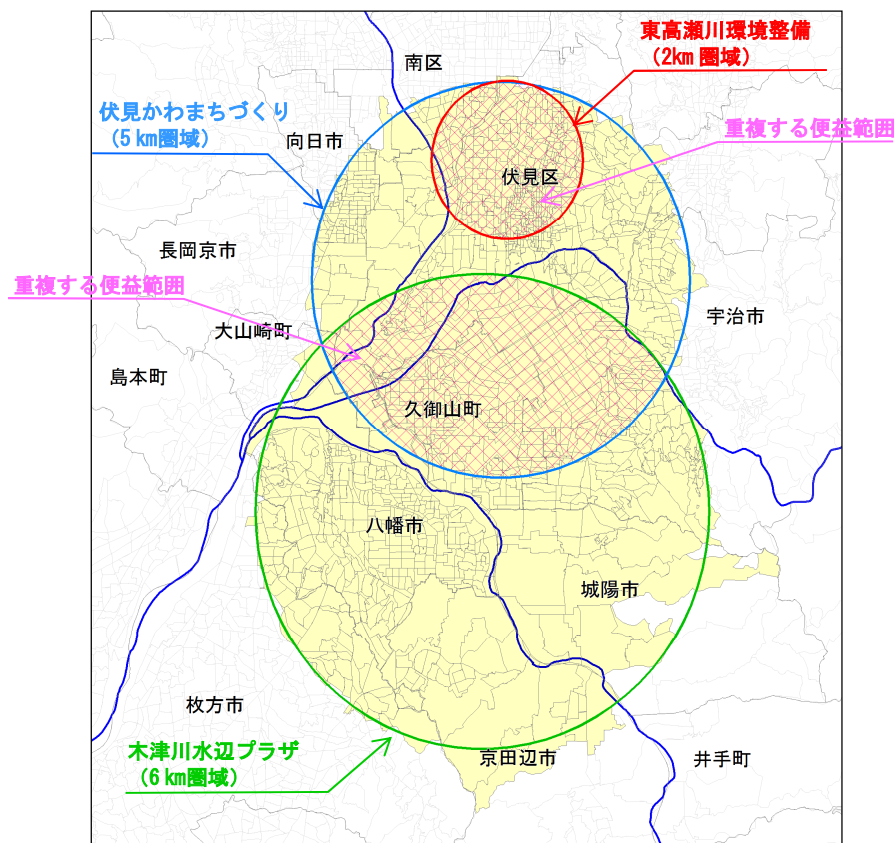 東高瀬川環境整備
（2km 圏域）
南区
伏見かわまちづくり
（5 km圏域）
重複する便益範囲
向日市
伏見区
長岡京市
重複する便益範囲
宇治市
大山崎町
島本町
久御山町
八幡市
城陽市
枚方市
木津川水辺プラザ
（6 km圏域）
京田辺市
井手町